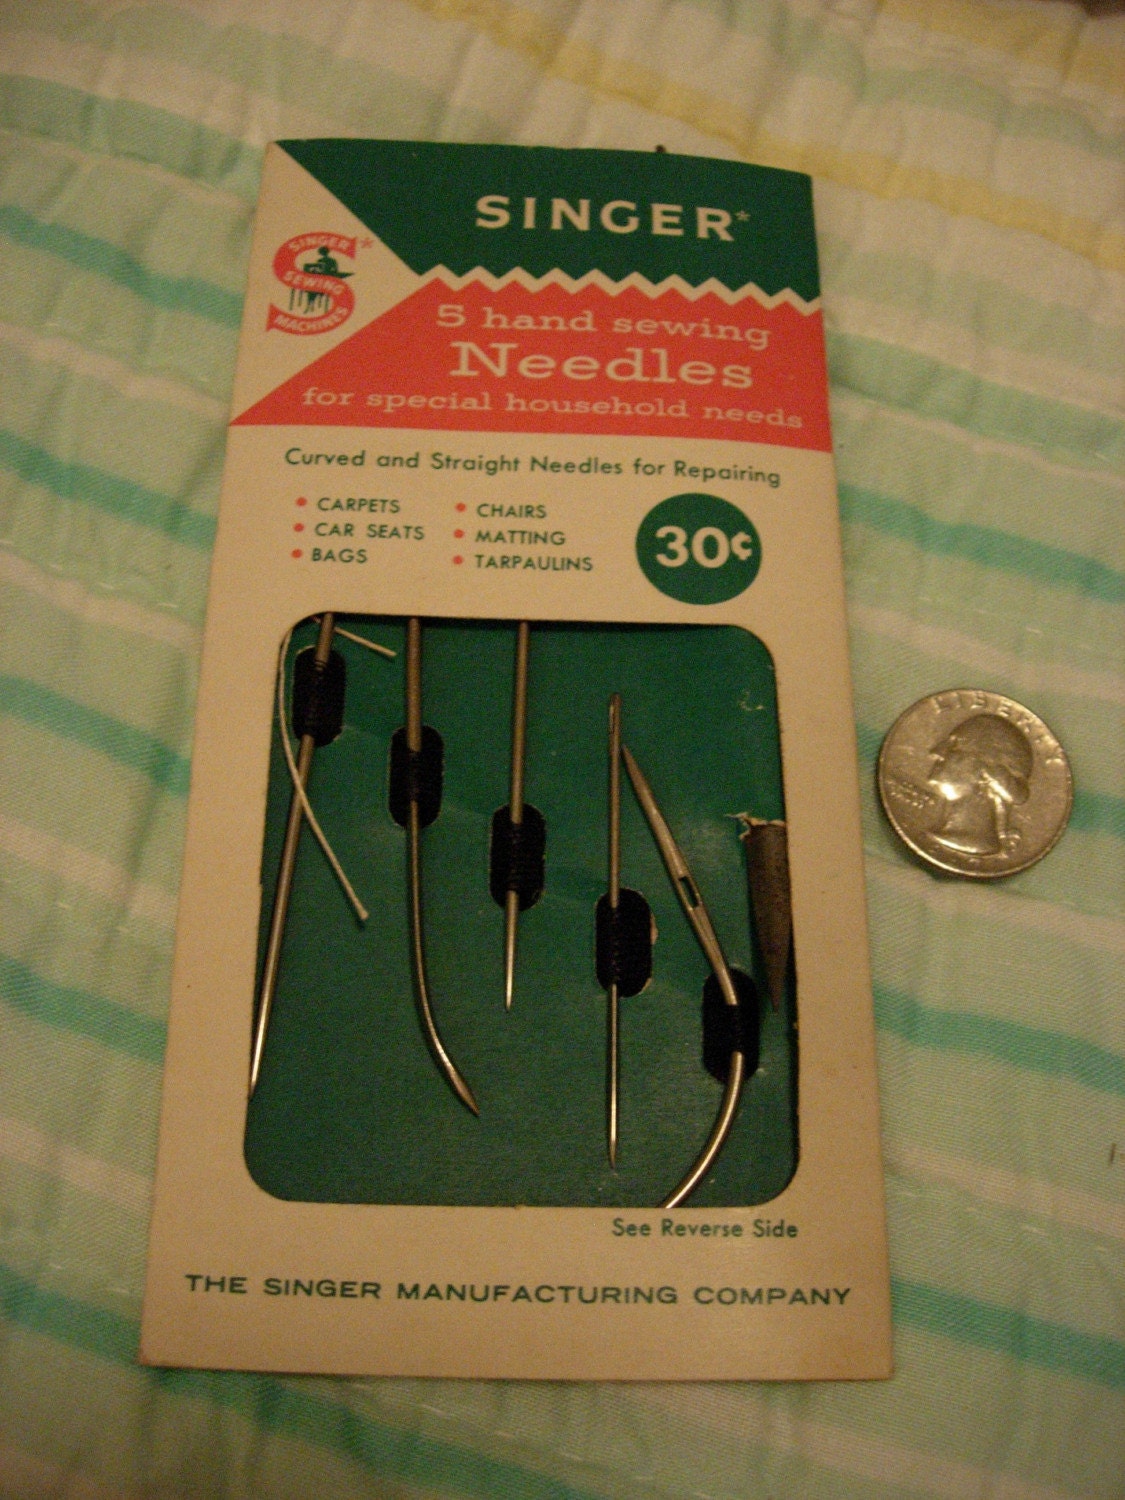 SINGER*
SINGER*
SEWING
MACHINES
5 hand sewing
Needles
for special household needs
Curved and Straight Needles for Repairing
• CARPETS
• CAR SEATS
• BAGS
• CHAIRS
• MATTING
• TARPAULINS
30¢
LIBERTY
See Reverse Side
THE SINGER MANUFACTURING COMPANY